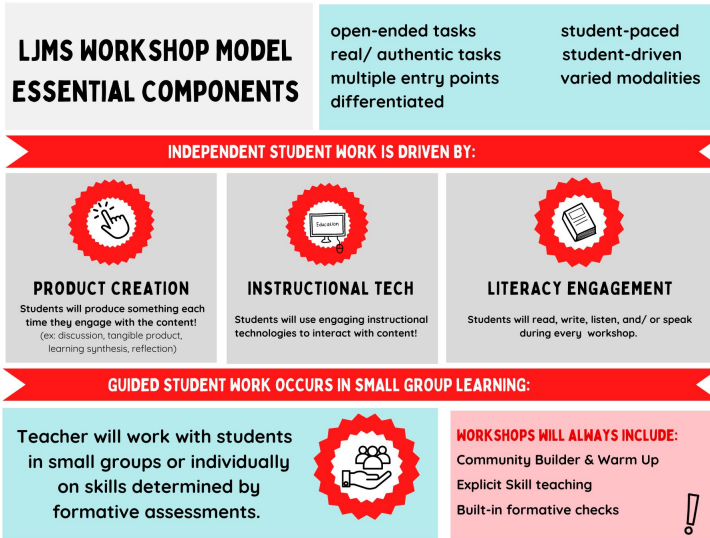 LJMS WORKSHOP MODEL
ESSENTIAL COMPONENTS
open-ended tasks
real/ authentic tasks
multiple entry points
differentiated
student-paced
student-driven
varied modalities
INDEPENDENT STUDENT WORK IS DRIVEN BY:
PRODUCT CREATION
Students will produce something each
time they engage with the content!
(ex: discussion, tangible product,
learning synthesis, reflection)
Education
INSTRUCTIONAL TECH
Students will use engaging instructional
technologies to interact with content!
LITERACY ENGAGEMENT
Students will read, write, listen, and/ or speak
during every workshop.
GUIDED STUDENT WORK OCCURS IN SMALL GROUP LEARNING:
Teacher will work with students
in small groups or individually
on skills determined by
formative assessments.
WORKSHOPS WILL ALWAYS INCLUDE:
Community Builder & Warm Up
Explicit Skill teaching
Built-in formative checks
!